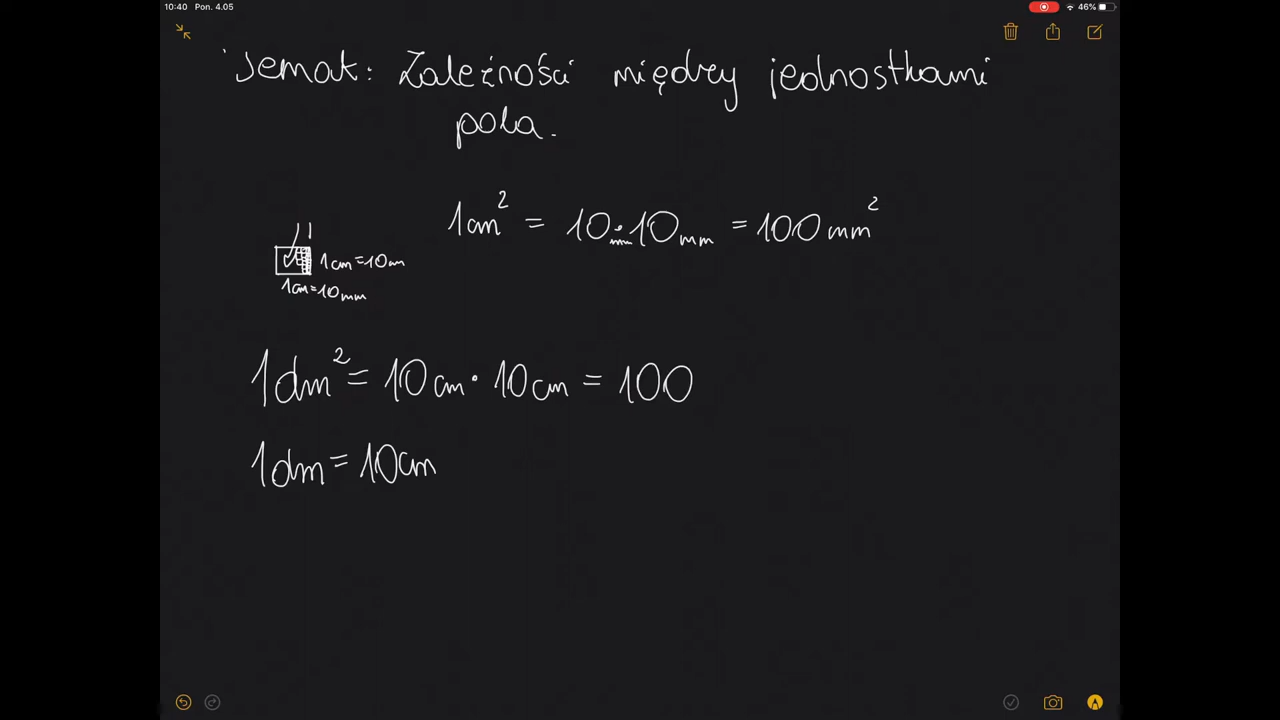 10:40 Pon. 4.05 46%
Temat: Zależności między jednostkami
pola.
1cm² = 10mm·10mm = 100mm²
1cm=10m
1cm=10mm
1dm² = 10cm · 10cm = 100
1dm = 10cm